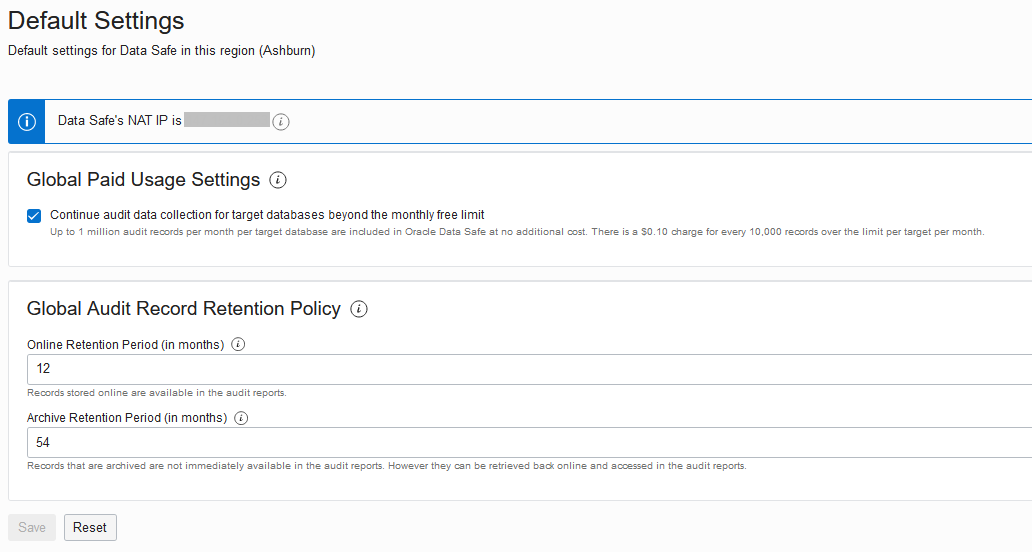 Default Settings
Default settings for Data Safe in this region (Ashburn)
Data Safe's NAT IP is
Global Paid Usage Settings
Continue audit data collection for target databases beyond the monthly free limit
Up to 1 million audit records per month per target database are included in Oracle Data Safe at no additional cost. There is a $0.10 charge for every 10,000 records over the limit per target per month.
Global Audit Record Retention Policy
Online Retention Period (in months)
12
Records stored online are available in the audit reports.
Archive Retention Period (in months)
54
Records that are archived are not immediately available in the audit reports. However they can be retrieved back online and accessed in the audit reports.
Save Reset